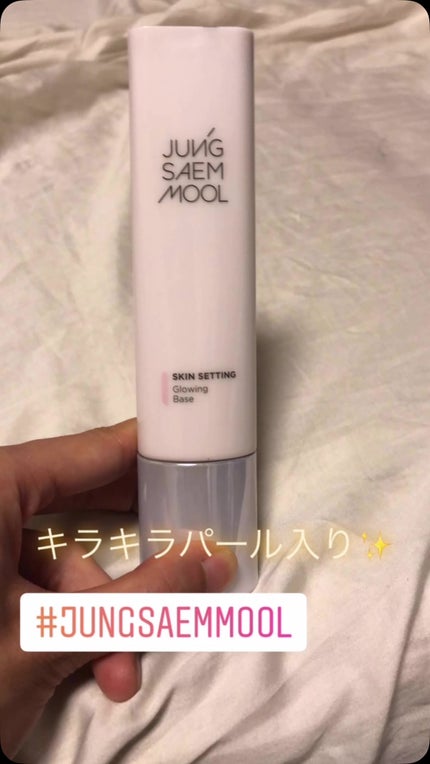 JUNG
SAEM
MOOL
SKIN SETTING
Glowing
Base
キラキラパール入り✨
#JUNGSAEMMOOL